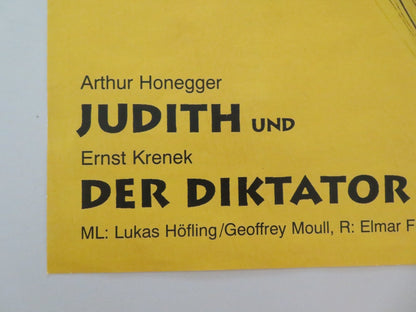 Arthur Honegger
JUDITH UND
Ernst Krenek
DER DIKTATOR
ML: Lukas Höfling/Geoffrey Moull, R: Elmar F